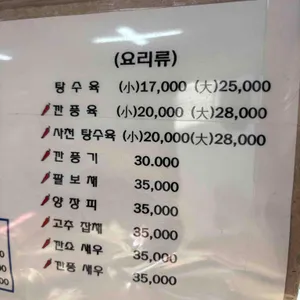 (요리류)
탕수육 (小)17,000 (大)25,000
깐풍육 (小)20,000 (大)28,000
사천 탕수육 (小)20,000(大)28,000
깐풍기 30.000
팔보채 35,000
양장피 35,000
고추 잡채 35,000
깐쇼 새우 35,000
깐풍 새우 35,000